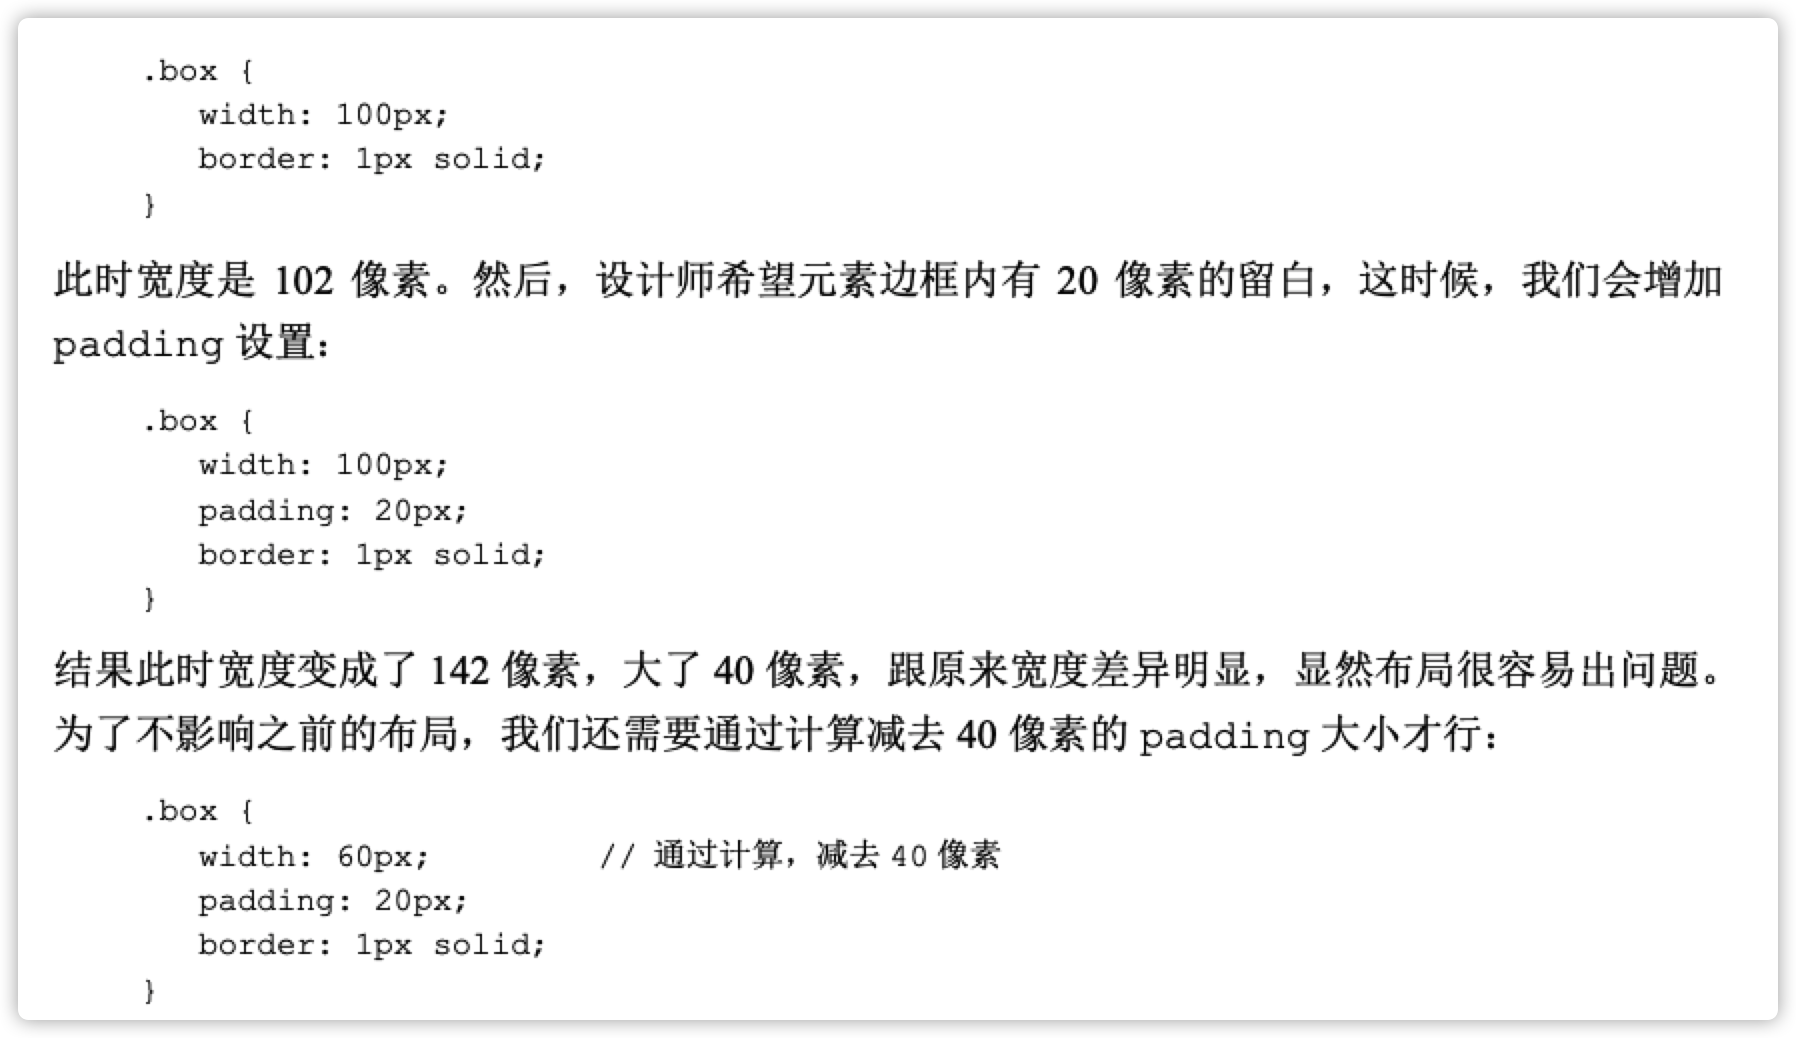 .box {
width: 100px;
border: 1px solid;
}
此时宽度是 102 像素。然后，设计师希望元素边框内有 20 像素的留白，这时候，我们会增加
padding 设置：
.box {
width: 100px;
padding: 20px;
border: 1px solid;
}
结果此时宽度变成了 142 像素，大了 40 像素，跟原来宽度差异明显，显然布局很容易出问题。
为了不影响之前的布局，我们还需要通过计算减去 40 像素的 padding 大小才行：
.box {
width: 60px; // 通过计算，减去 40 像素
padding: 20px;
border: 1px solid;
}